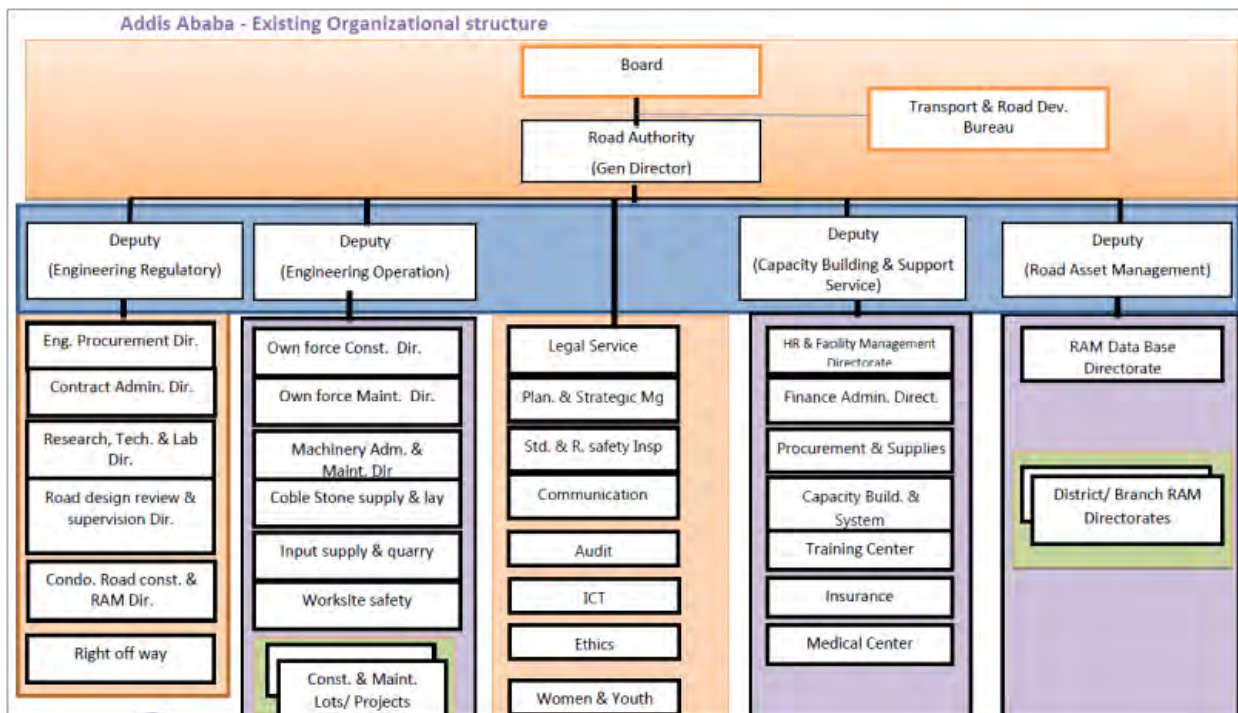 Addis Ababa - Existing Organizational structure
Board
Transport & Road Dev.
Bureau
Road Authority
(Gen Director)
Deputy
(Engineering Regulatory)
Deputy
(Engineering Operation)
Deputy
(Capacity Building & Support
Service)
Deputy
(Road Asset Management)
Eng. Procurement Dir.
Contract Admin. Dir.
Research, Tech. & Lab
Dir.
Road design review &
supervision Dir.
Condo. Road const. &
RAM Dir.
Right off way
Own force Const. Dir.
Own force Maint. Dir.
Machinery Adm. &
Maint. Dir
Coble Stone supply & lay
Input supply & quarry
Worksite safety
Const. & Maint.
Lots/ Projects
Legal Service
Plan. & Strategic Mg
Std. & R. safety Insp
Communication
Audit
ICT
Ethics
Women & Youth
HR & Facility Management
Directorate
Finance Admin. Direct.
Procurement & Supplies
Capacity Build. &
System
Training Center
Insurance
Medical Center
RAM Data Base
Directorate
District/ Branch RAM
Directorates